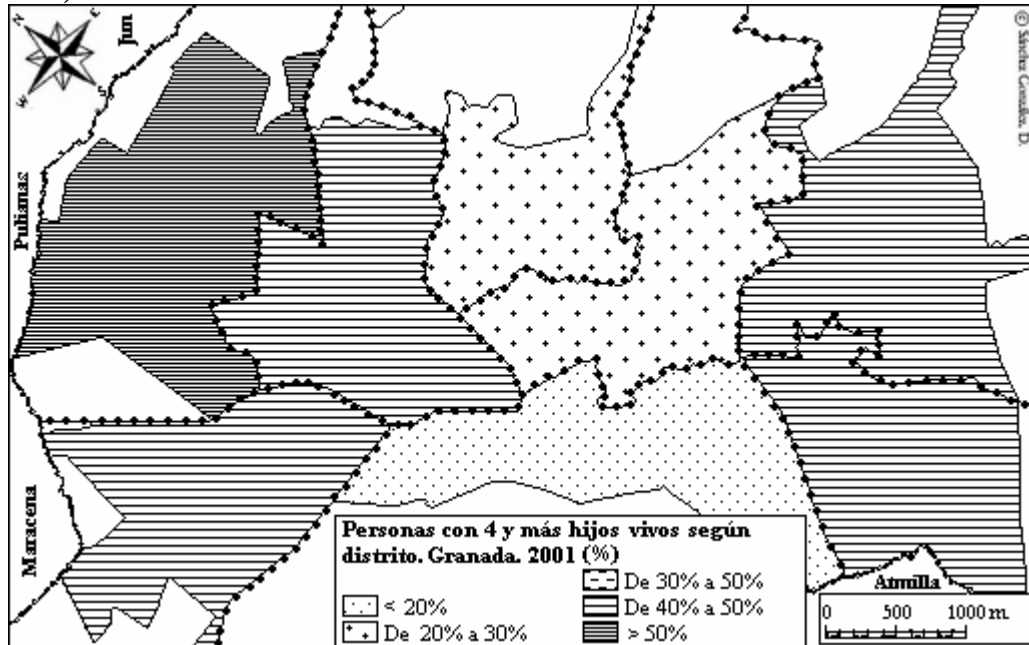 N
E
S
W
Jun
© Sánchez González, D.
Pulianas
Maracena
Personas con 4 y más hijos vivos según
distrito. Granada. 2001 (%)
< 20%
De 20% a 30%
De 30% a 50%
De 40% a 50%
> 50%
Armilla
0 500 1000 m.